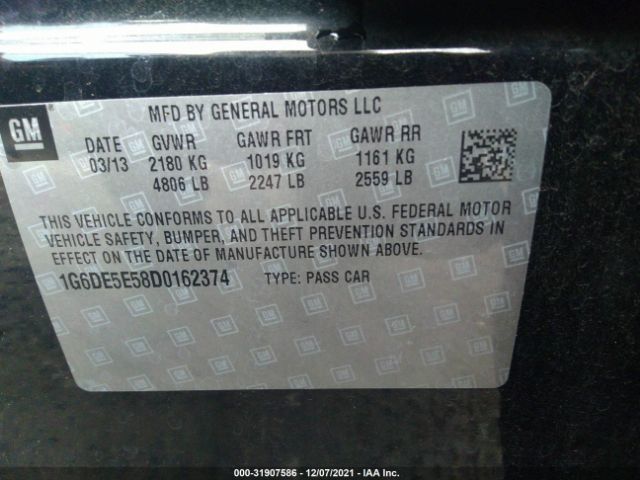 GM
MFD BY GENERAL MOTORS LLC
DATE GVWR GAWR FRT GAWR RR
03/13 2180 KG 1019 KG 1161 KG
4806 LB 2247 LB 2559 LB
THIS VEHICLE CONFORMS TO ALL APPLICABLE U.S. FEDERAL MOTOR
VEHICLE SAFETY, BUMPER, AND THEFT PREVENTION STANDARDS IN
EFFECT ON THE DATE OF MANUFACTURE SHOWN ABOVE.
1G6DE5E58D0162374 TYPE: PASS CAR
000-31907586 - 12/07/2021 - IAA Inc.